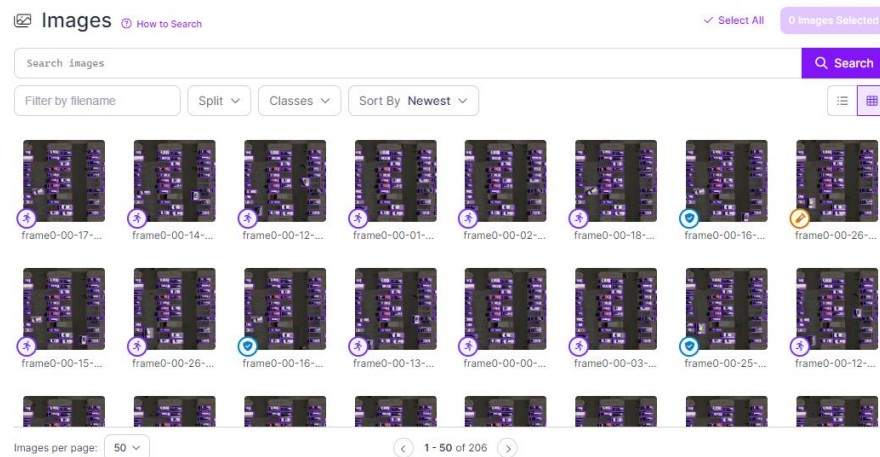 Images How to Search Select All 0 Images Selected
Search images Search
Filter by filename Split Classes Sort By Newest
frame0-00-17-... frame0-00-14-... frame0-00-12-... frame0-00-01-... frame0-00-02-... frame0-00-18-... frame0-00-16-... frame0-00-26-...
frame0-00-15-... frame0-00-26-... frame0-00-16-... frame0-00-13-... frame0-00-00-... frame0-00-03-... frame0-00-25-... frame0-00-12-...
Images per page: 50 1 - 50 of 206